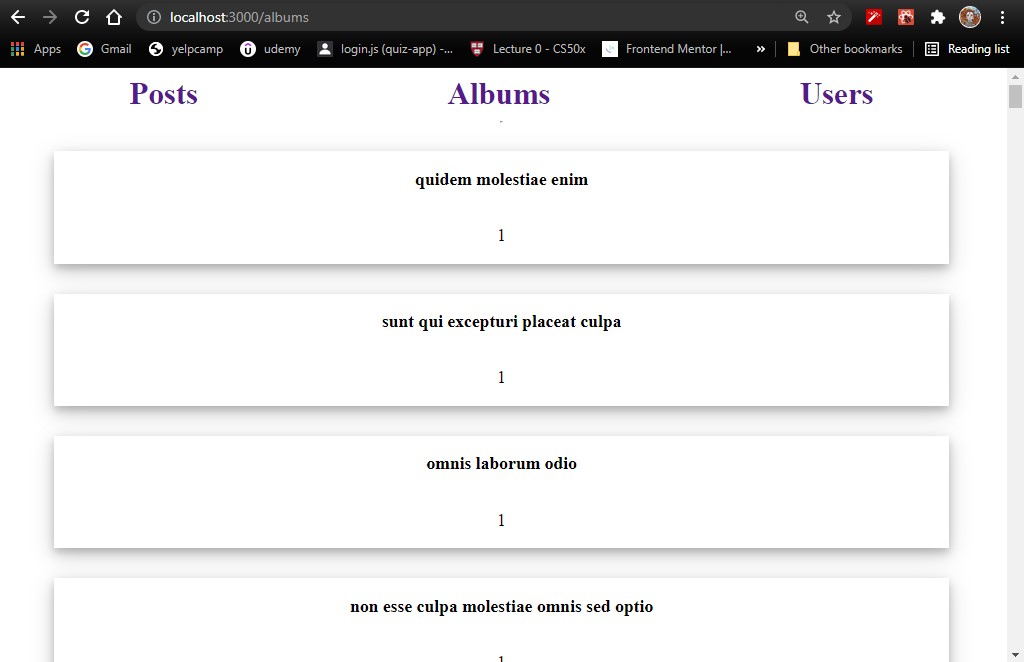 localhost:3000/albums
Apps Gmail yelpcamp udemy login.js (quiz-app) -... Lecture 0 - CS50x Frontend Mentor |... » Other bookmarks Reading list
Posts Albums Users
quidem molestiae enim
1
sunt qui excepturi placeat culpa
1
omnis laborum odio
1
non esse culpa molestiae omnis sed optio
1